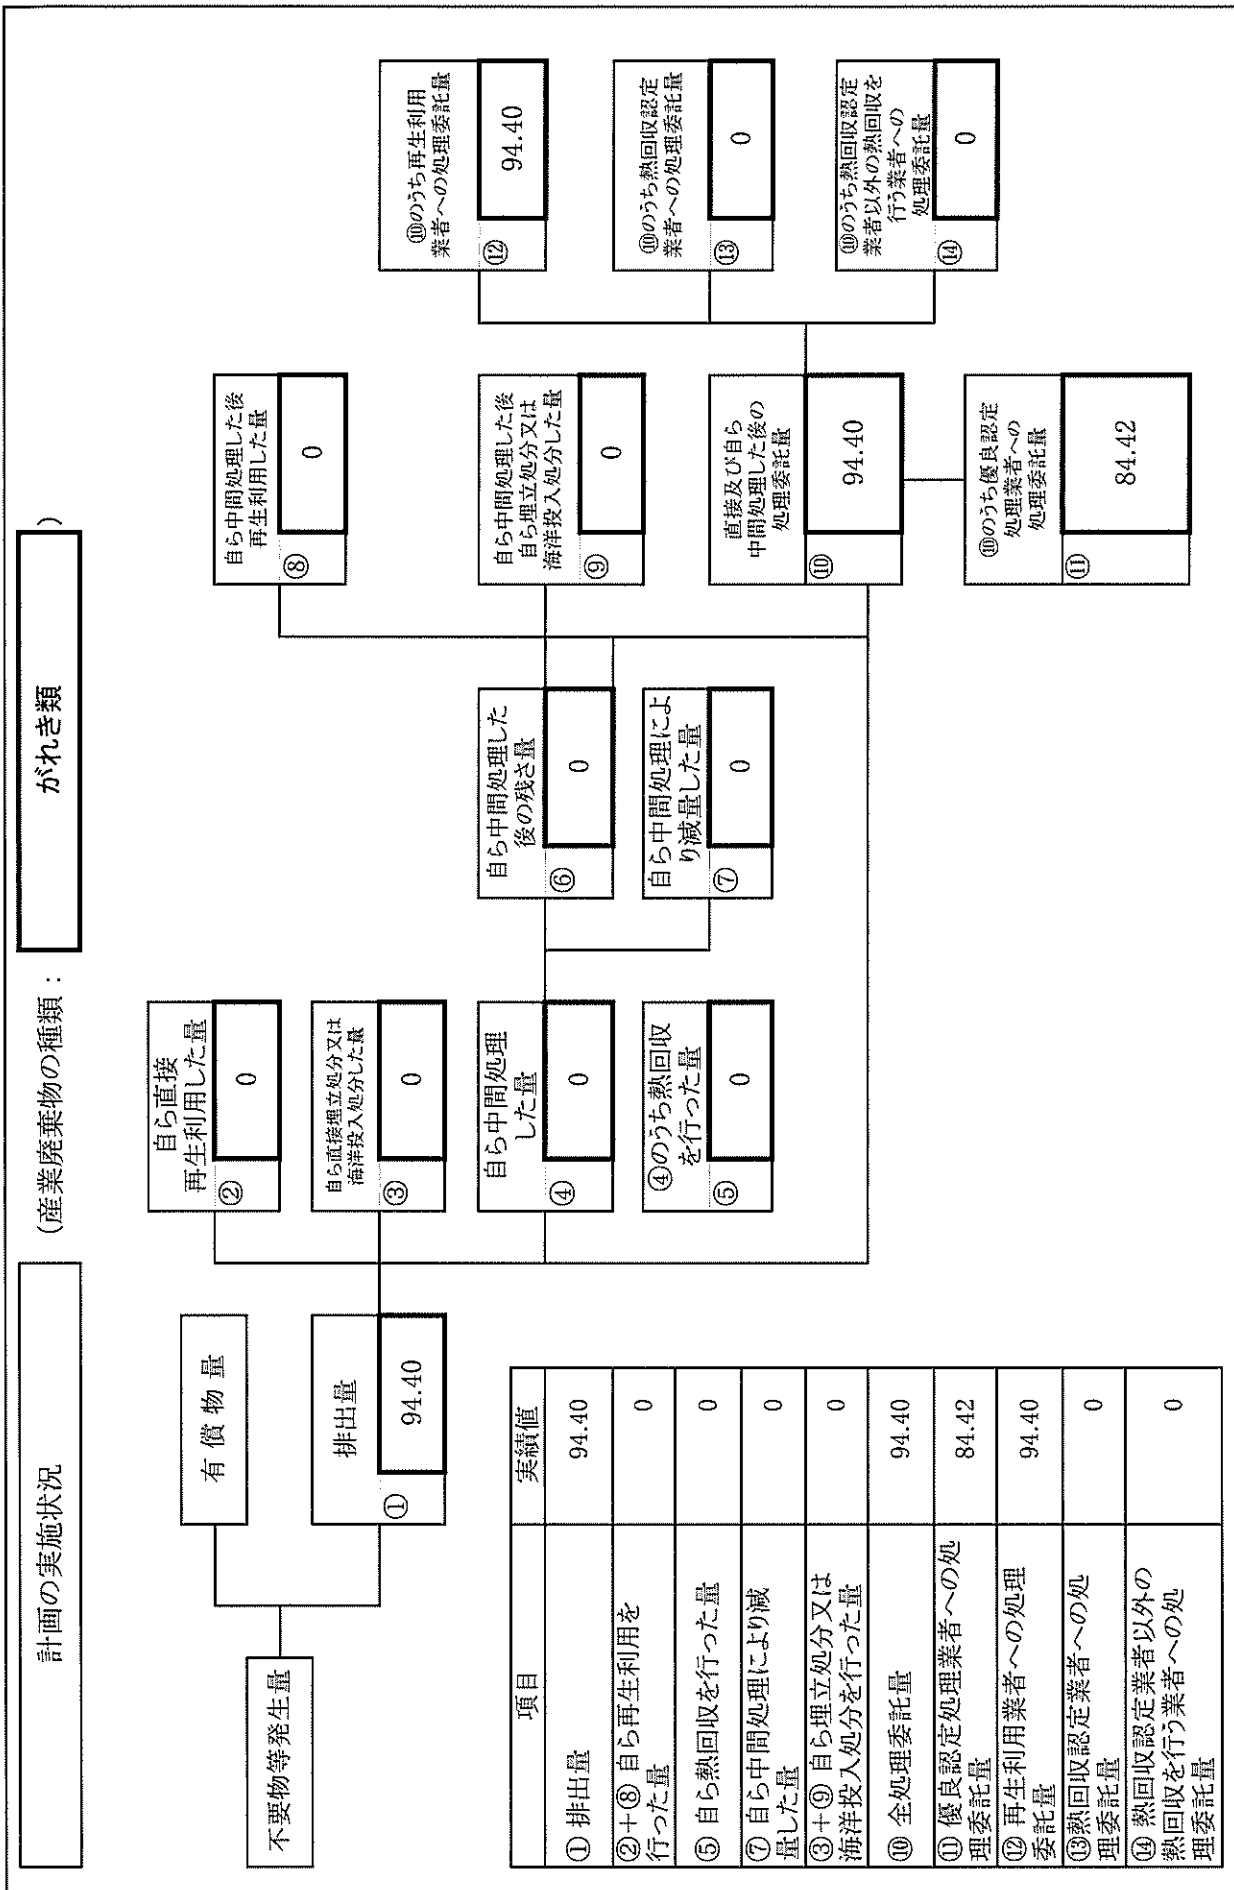 計画の実施状況
（産業廃棄物の種類：
がれき類
）
不要物等発生量
有償物量
排出量
①
94.40
自ら直接
再生利用した量
②
0
自ら直接埋立処分又は
海洋投入処分した量
③
0
自ら中間処理
した量
④
0
④のうち熱回収
を行った量
⑤
0
自ら中間処理した
後の残さ量
⑥
0
自ら中間処理によ
り減量した量
⑦
0
自ら中間処理した後
再生利用した量
⑧
0
自ら中間処理した後
自ら埋立処分又は
海洋投入処分した量
⑨
0
直接及び自ら
中間処理した後の
処理委託量
⑩
94.40
⑩のうち優良認定
処理業者への
処理委託量
⑪
84.42
⑩のうち再生利用
業者への処理委託量
⑫
94.40
⑩のうち熱回収認定
業者への処理委託量
⑬
0
⑩のうち熱回収認定
業者以外の熱回収を
行う業者への
処理委託量
⑭
0
項目
実績値
① 排出量
94.40
②＋⑧ 自ら再生利用を
行った量
0
⑤ 自ら熱回収を行った量
0
⑦ 自ら中間処理により減
量した量
0
③＋⑨ 自ら埋立処分又は
海洋投入処分を行った量
0
⑩ 全処理委託量
94.40
⑪ 優良認定処理業者への処
理委託量
84.42
⑫ 再生利用業者への処理
委託量
94.40
⑬熱回収認定業者への処
理委託量
0
⑭ 熱回収認定業者以外の
熱回収を行う業者への処
理委託量
0